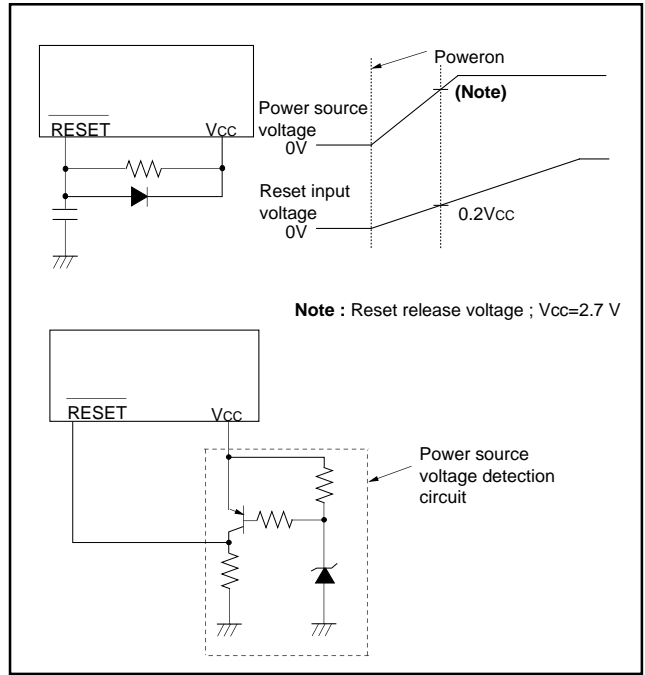 Poweron
(Note)
RESET
Vcc
Power source
voltage
0V
Reset input
voltage
0V
0.2Vcc
Note : Reset release voltage ; Vcc=2.7 V
RESET
Vcc
Power source
voltage detection
circuit